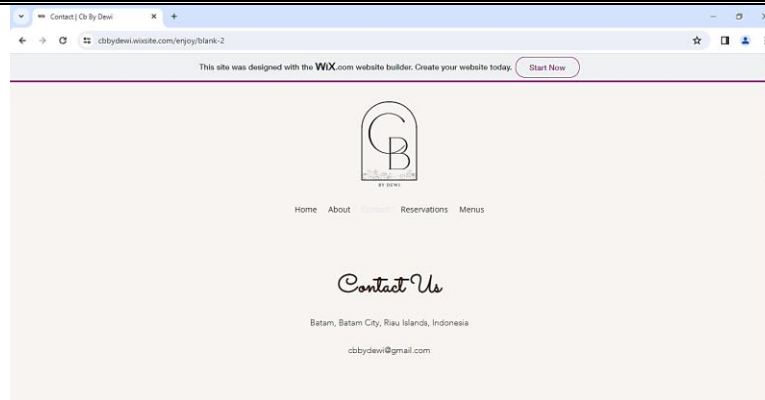 Contact | Cb By Dewi
cbbydewi.wixsite.com/enjoy/blank-2
This site was designed with the WiX.com website builder. Create your website today. Start Now
CB
BY DEWI
Home About Contact Reservations Menus
Contact Us
Batam, Batam City, Riau Islands, Indonesia
cbbydewi@gmail.com